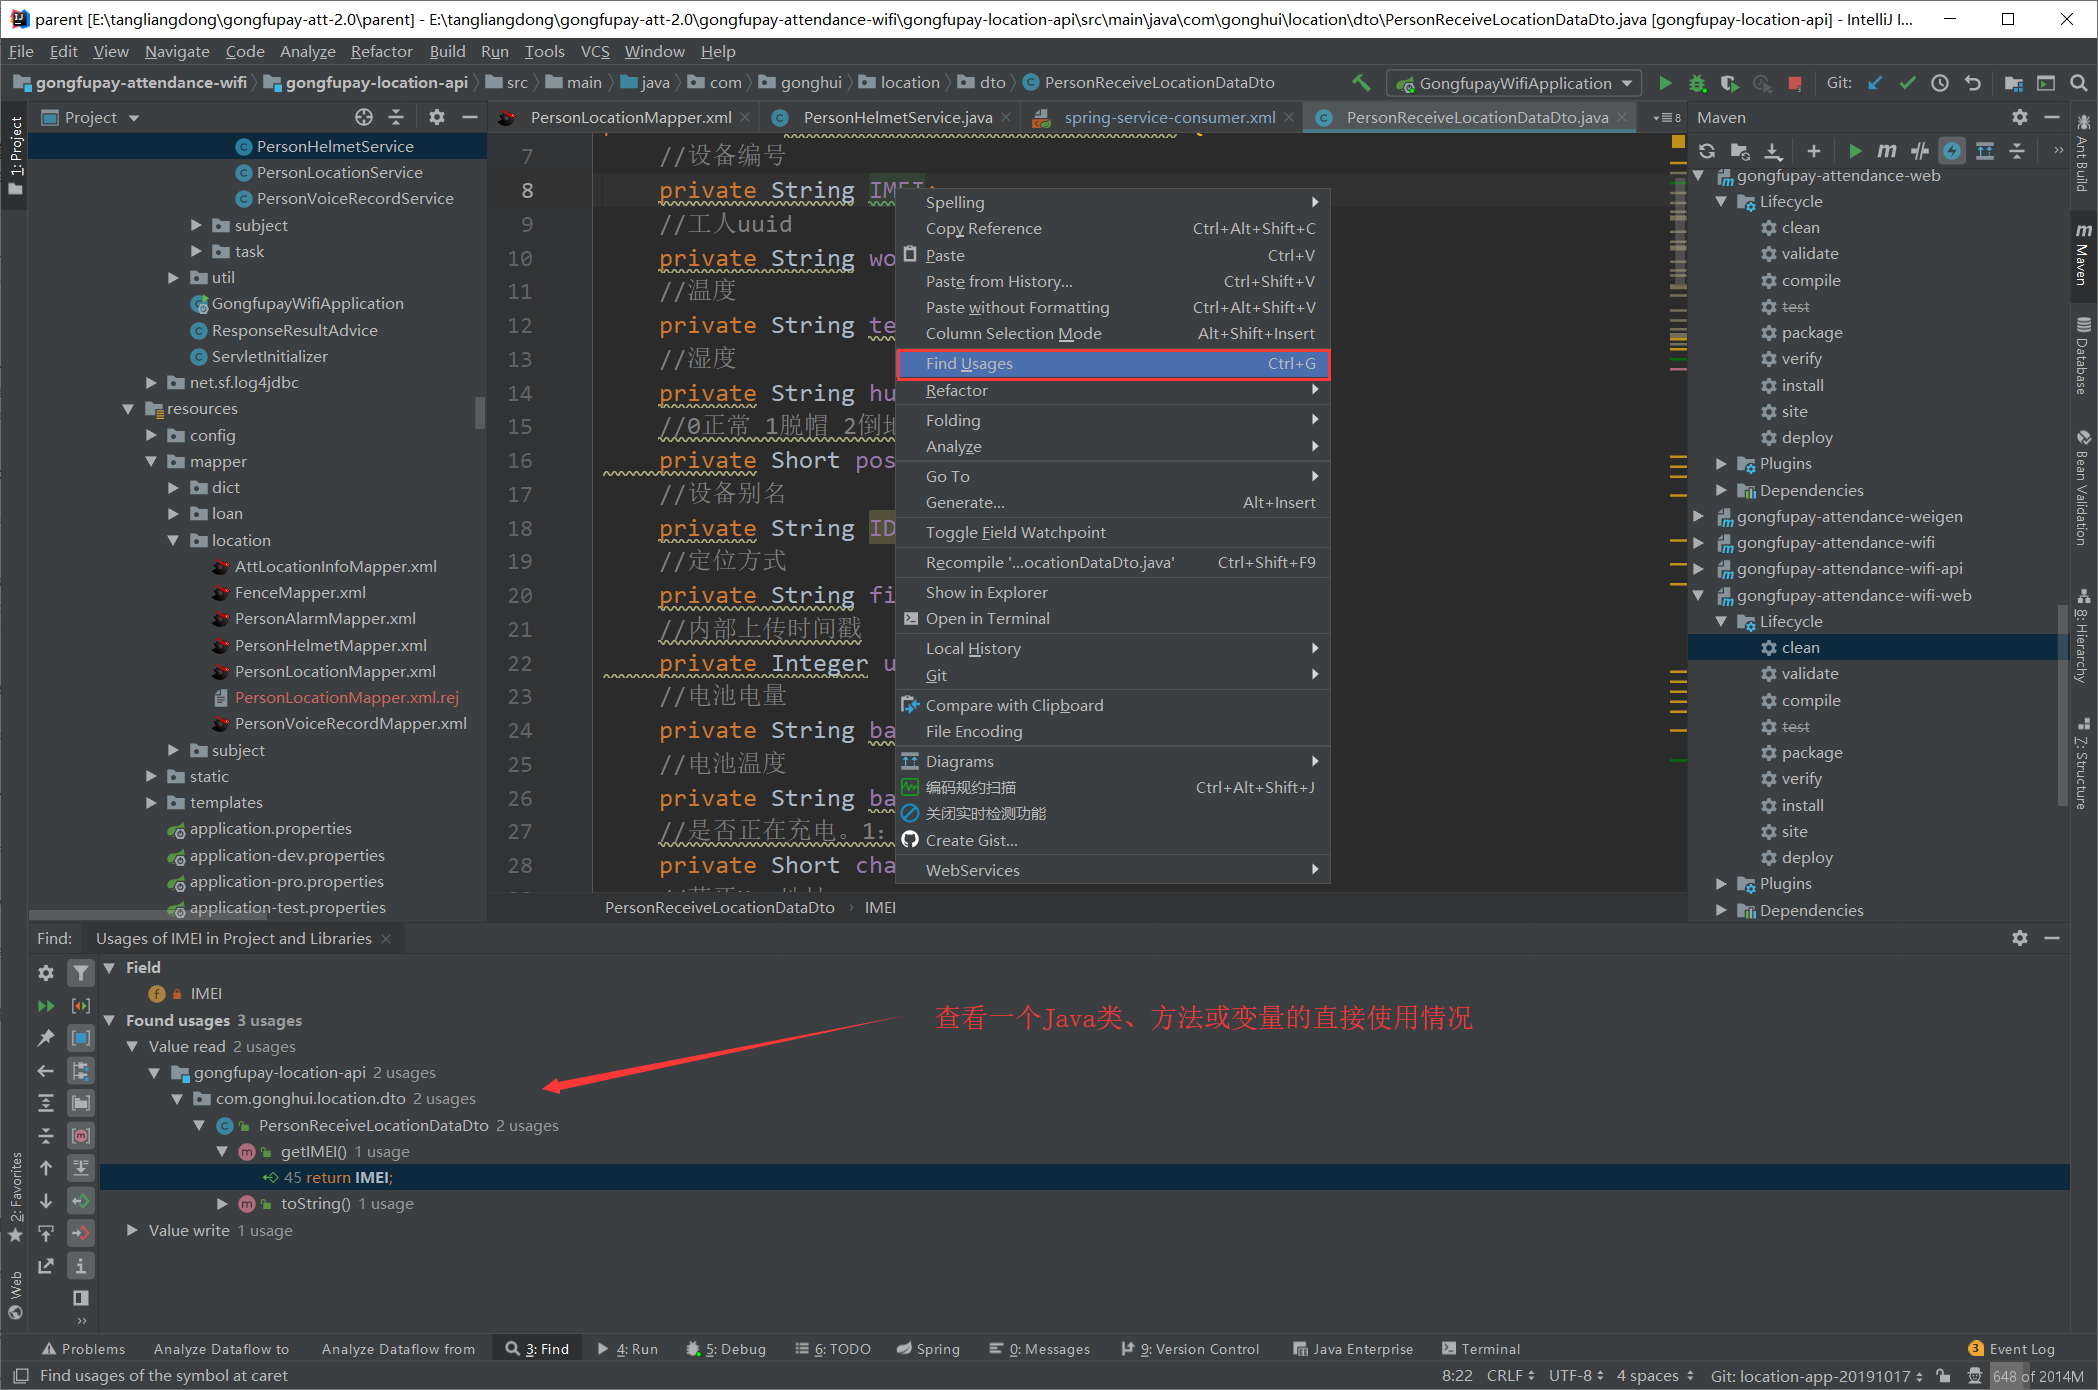 parent [E:\tangliangdong\gongfupay-att-2.0\parent] - E:\tangliangdong\gongfupay-att-2.0\gongfupay-attendance-wifi\gongfupay-location-api\src\main\java\com\gonghui\location\dto\PersonReceiveLocationDataDto.java [gongfupay-location-api] - IntelliJ I...
File Edit View Navigate Code Analyze Refactor Build Run Tools VCS Window Help
gongfupay-attendance-wifi gongfupay-location-api src main java com gonghui location dto PersonReceiveLocationDataDto GongfupayWifiApplication Git:
Project
PersonLocationMapper.xml PersonHelmetService.java spring-service-consumer.xml PersonReceiveLocationDataDto.java 8
Maven
1: Project
2: Favorites
Web
PersonHelmetService
PersonLocationService
PersonVoiceRecordService
subject
task
util
GongfupayWifiApplication
ResponseResultAdvice
ServletInitializer
net.sf.log4jdbc
resources
config
mapper
dict
loan
location
AttLocationInfoMapper.xml
FenceMapper.xml
PersonAlarmMapper.xml
PersonHelmetMapper.xml
PersonLocationMapper.xml
PersonLocationMapper.xml.rej
PersonVoiceRecordMapper.xml
subject
static
templates
application.properties
application-dev.properties
application-pro.properties
application-test.properties
7 //设备编号
8 private String IMEI;
9 //工人uuid
10 private String wo
11 //温度
12 private String te
13 //湿度
14 private String hu
15 //0正常 1脱帽 2倒地
16 private Short pos
17 //设备别名
18 private String ID
19 //定位方式
20 private String fi
21 //内部上传时间戳
22 private Integer u
23 //电池电量
24 private String ba
25 //电池温度
26 private String ba
27 //是否正在充电。1:
28 private Short cha
PersonReceiveLocationDataDto › IMEI
Spelling
Copy Reference Ctrl+Alt+Shift+C
Paste Ctrl+V
Paste from History... Ctrl+Shift+V
Paste without Formatting Ctrl+Alt+Shift+V
Column Selection Mode Alt+Shift+Insert
Find Usages Ctrl+G
Refactor
Folding
Analyze
Go To
Generate... Alt+Insert
Toggle Field Watchpoint
Recompile '...ocationDataDto.java' Ctrl+Shift+F9
Show in Explorer
Open in Terminal
Local History
Git
Compare with Clipboard
File Encoding
Diagrams
编码规约扫描 Ctrl+Alt+Shift+J
关闭实时检测功能
Create Gist...
WebServices
gongfupay-attendance-web
Lifecycle
clean
validate
compile
test
package
verify
install
site
deploy
Plugins
Dependencies
gongfupay-attendance-weigen
gongfupay-attendance-wifi
gongfupay-attendance-wifi-api
gongfupay-attendance-wifi-web
Lifecycle
clean
validate
compile
test
package
verify
install
site
deploy
Plugins
Dependencies
Ant Build
Maven
Database
Bean Validation
8: Hierarchy
7: Structure
Find: Usages of IMEI in Project and Libraries
Field
IMEI
Found usages 3 usages
Value read 2 usages
gongfupay-location-api 2 usages
com.gonghui.location.dto 2 usages
PersonReceiveLocationDataDto 2 usages
getIMEI() 1 usage
45 return IMEI;
toString() 1 usage
Value write 1 usage
查看一个Java类、方法或变量的直接使用情况
Problems Analyze Dataflow to Analyze Dataflow from 3: Find 4: Run 5: Debug 6: TODO Spring 0: Messages 9: Version Control Java Enterprise Terminal 3 Event Log
Find usages of the symbol at caret 8:22 CRLF UTF-8 4 spaces Git: location-app-20191017 648 of 2014M